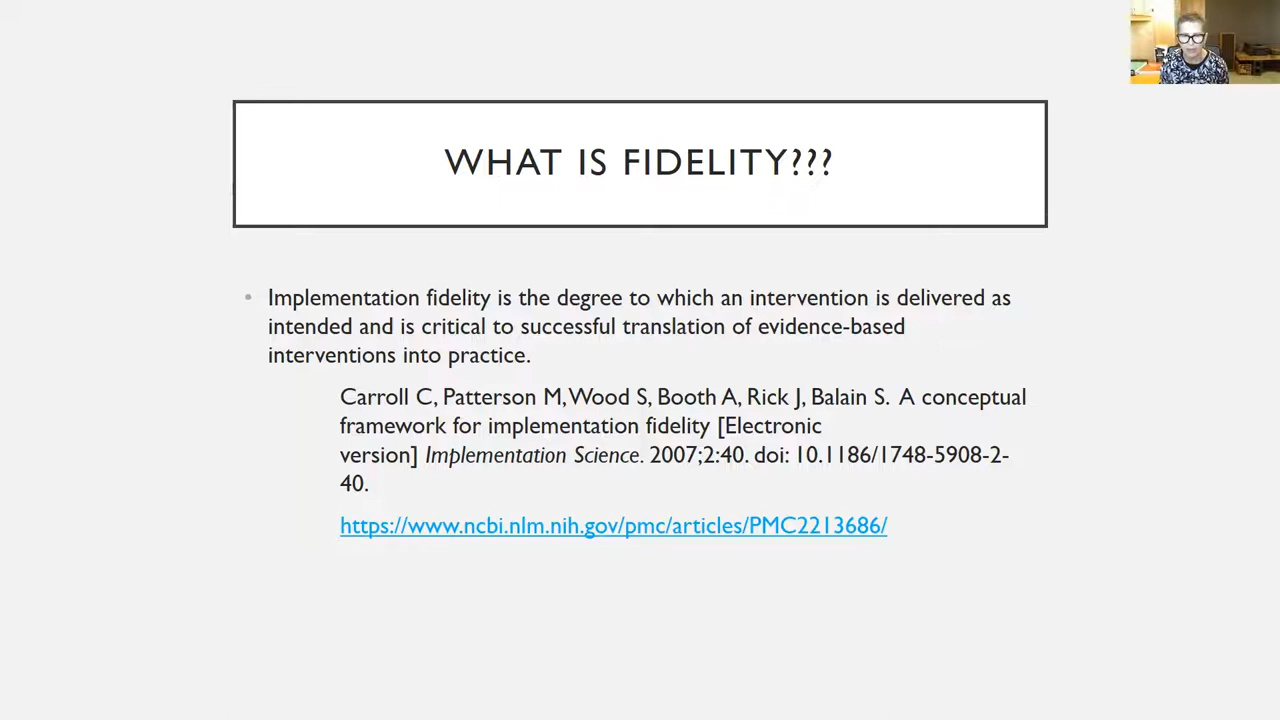 WHAT IS FIDELITY???
• Implementation fidelity is the degree to which an intervention is delivered as
intended and is critical to successful translation of evidence-based
interventions into practice.
Carroll C, Patterson M, Wood S, Booth A, Rick J, Balain S. A conceptual
framework for implementation fidelity [Electronic
version] Implementation Science. 2007;2:40. doi: 10.1186/1748-5908-2-
40.
https://www.ncbi.nlm.nih.gov/pmc/articles/PMC2213686/